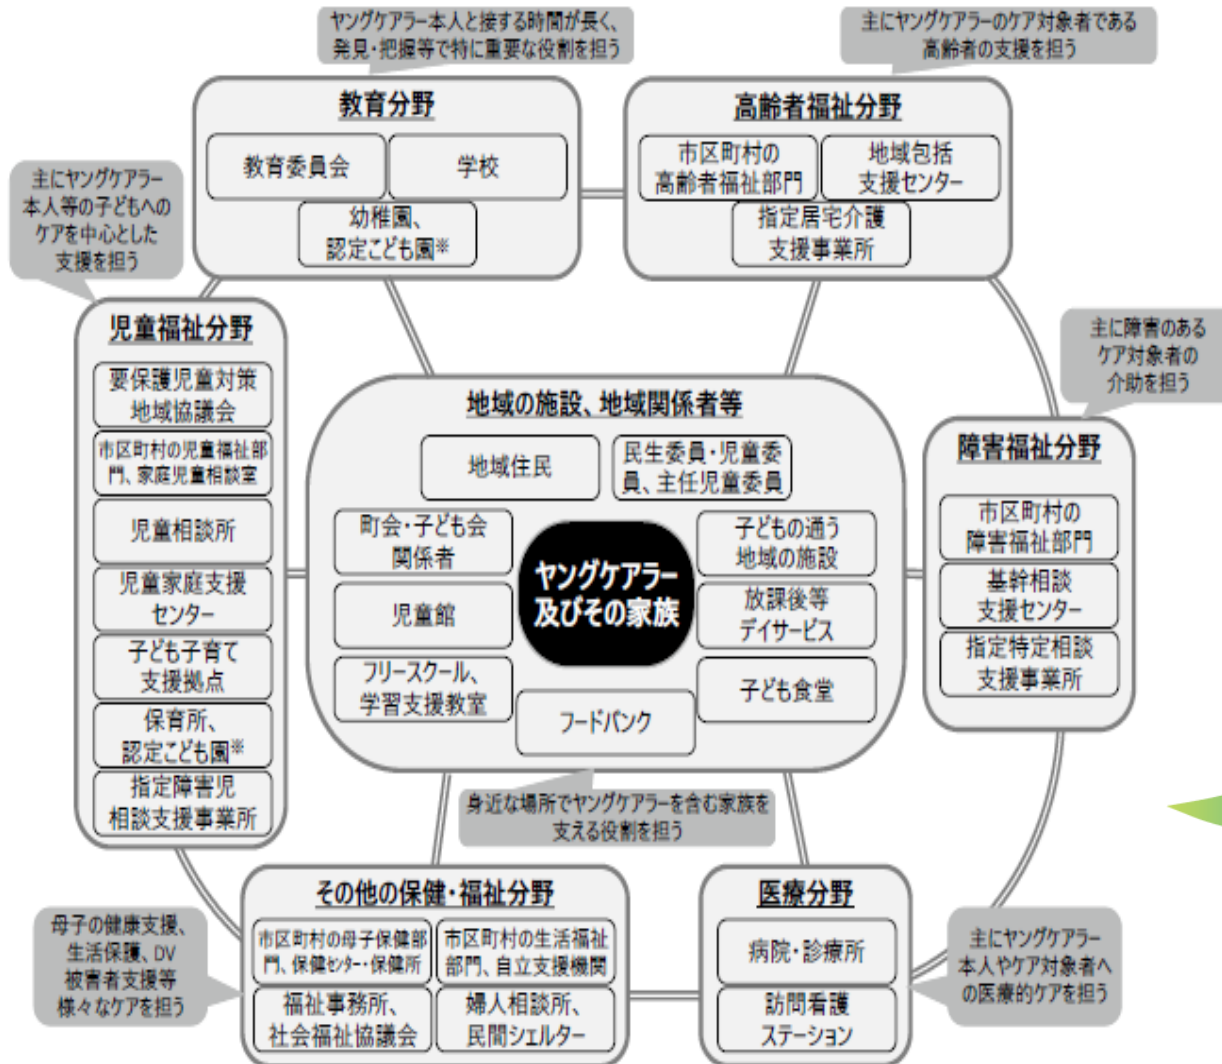 ヤングケアラー本人と接する時間が長く、
発見・把握等で特に重要な役割を担う
主にヤングケアラーのケア対象者である
高齢者の支援を担う
教育分野
教育委員会
学校
幼稚園、
認定こども園※
高齢者福祉分野
市区町村の
高齢者福祉部門
地域包括
支援センター
指定居宅介護
支援事業所
主にヤングケアラー
本人等の子どもへの
ケアを中心とした
支援を担う
児童福祉分野
要保護児童対策
地域協議会
市区町村の児童福祉部
門、家庭児童相談室
児童相談所
児童家庭支援
センター
子ども子育て
支援拠点
保育所、
認定こども園※
指定障害児
相談支援事業所
地域の施設、地域関係者等
地域住民
民生委員・児童委
員、主任児童委員
町会・子ども会
関係者
子どもの通う
地域の施設
ヤングケアラー
及びその家族
児童館
放課後等
デイサービス
フリースクール、
学習支援教室
子ども食堂
フードバンク
身近な場所でヤングケアラーを含む家族を
支える役割を担う
主に障害のある
ケア対象者の
介助を担う
障害福祉分野
市区町村の
障害福祉部門
基幹相談
支援センター
指定特定相談
支援事業所
母子の健康支援、
生活保護、DV
被害者支援等
様々なケアを担う
その他の保健・福祉分野
市区町村の母子保健部
門、保健センター・保健所
市区町村の生活福祉
部門、自立支援機関
福祉事務所、
社会福祉協議会
婦人相談所、
民間シェルター
医療分野
病院・診療所
訪問看護
ステーション
主にヤングケアラー
本人やケア対象者へ
の医療的ケアを担う